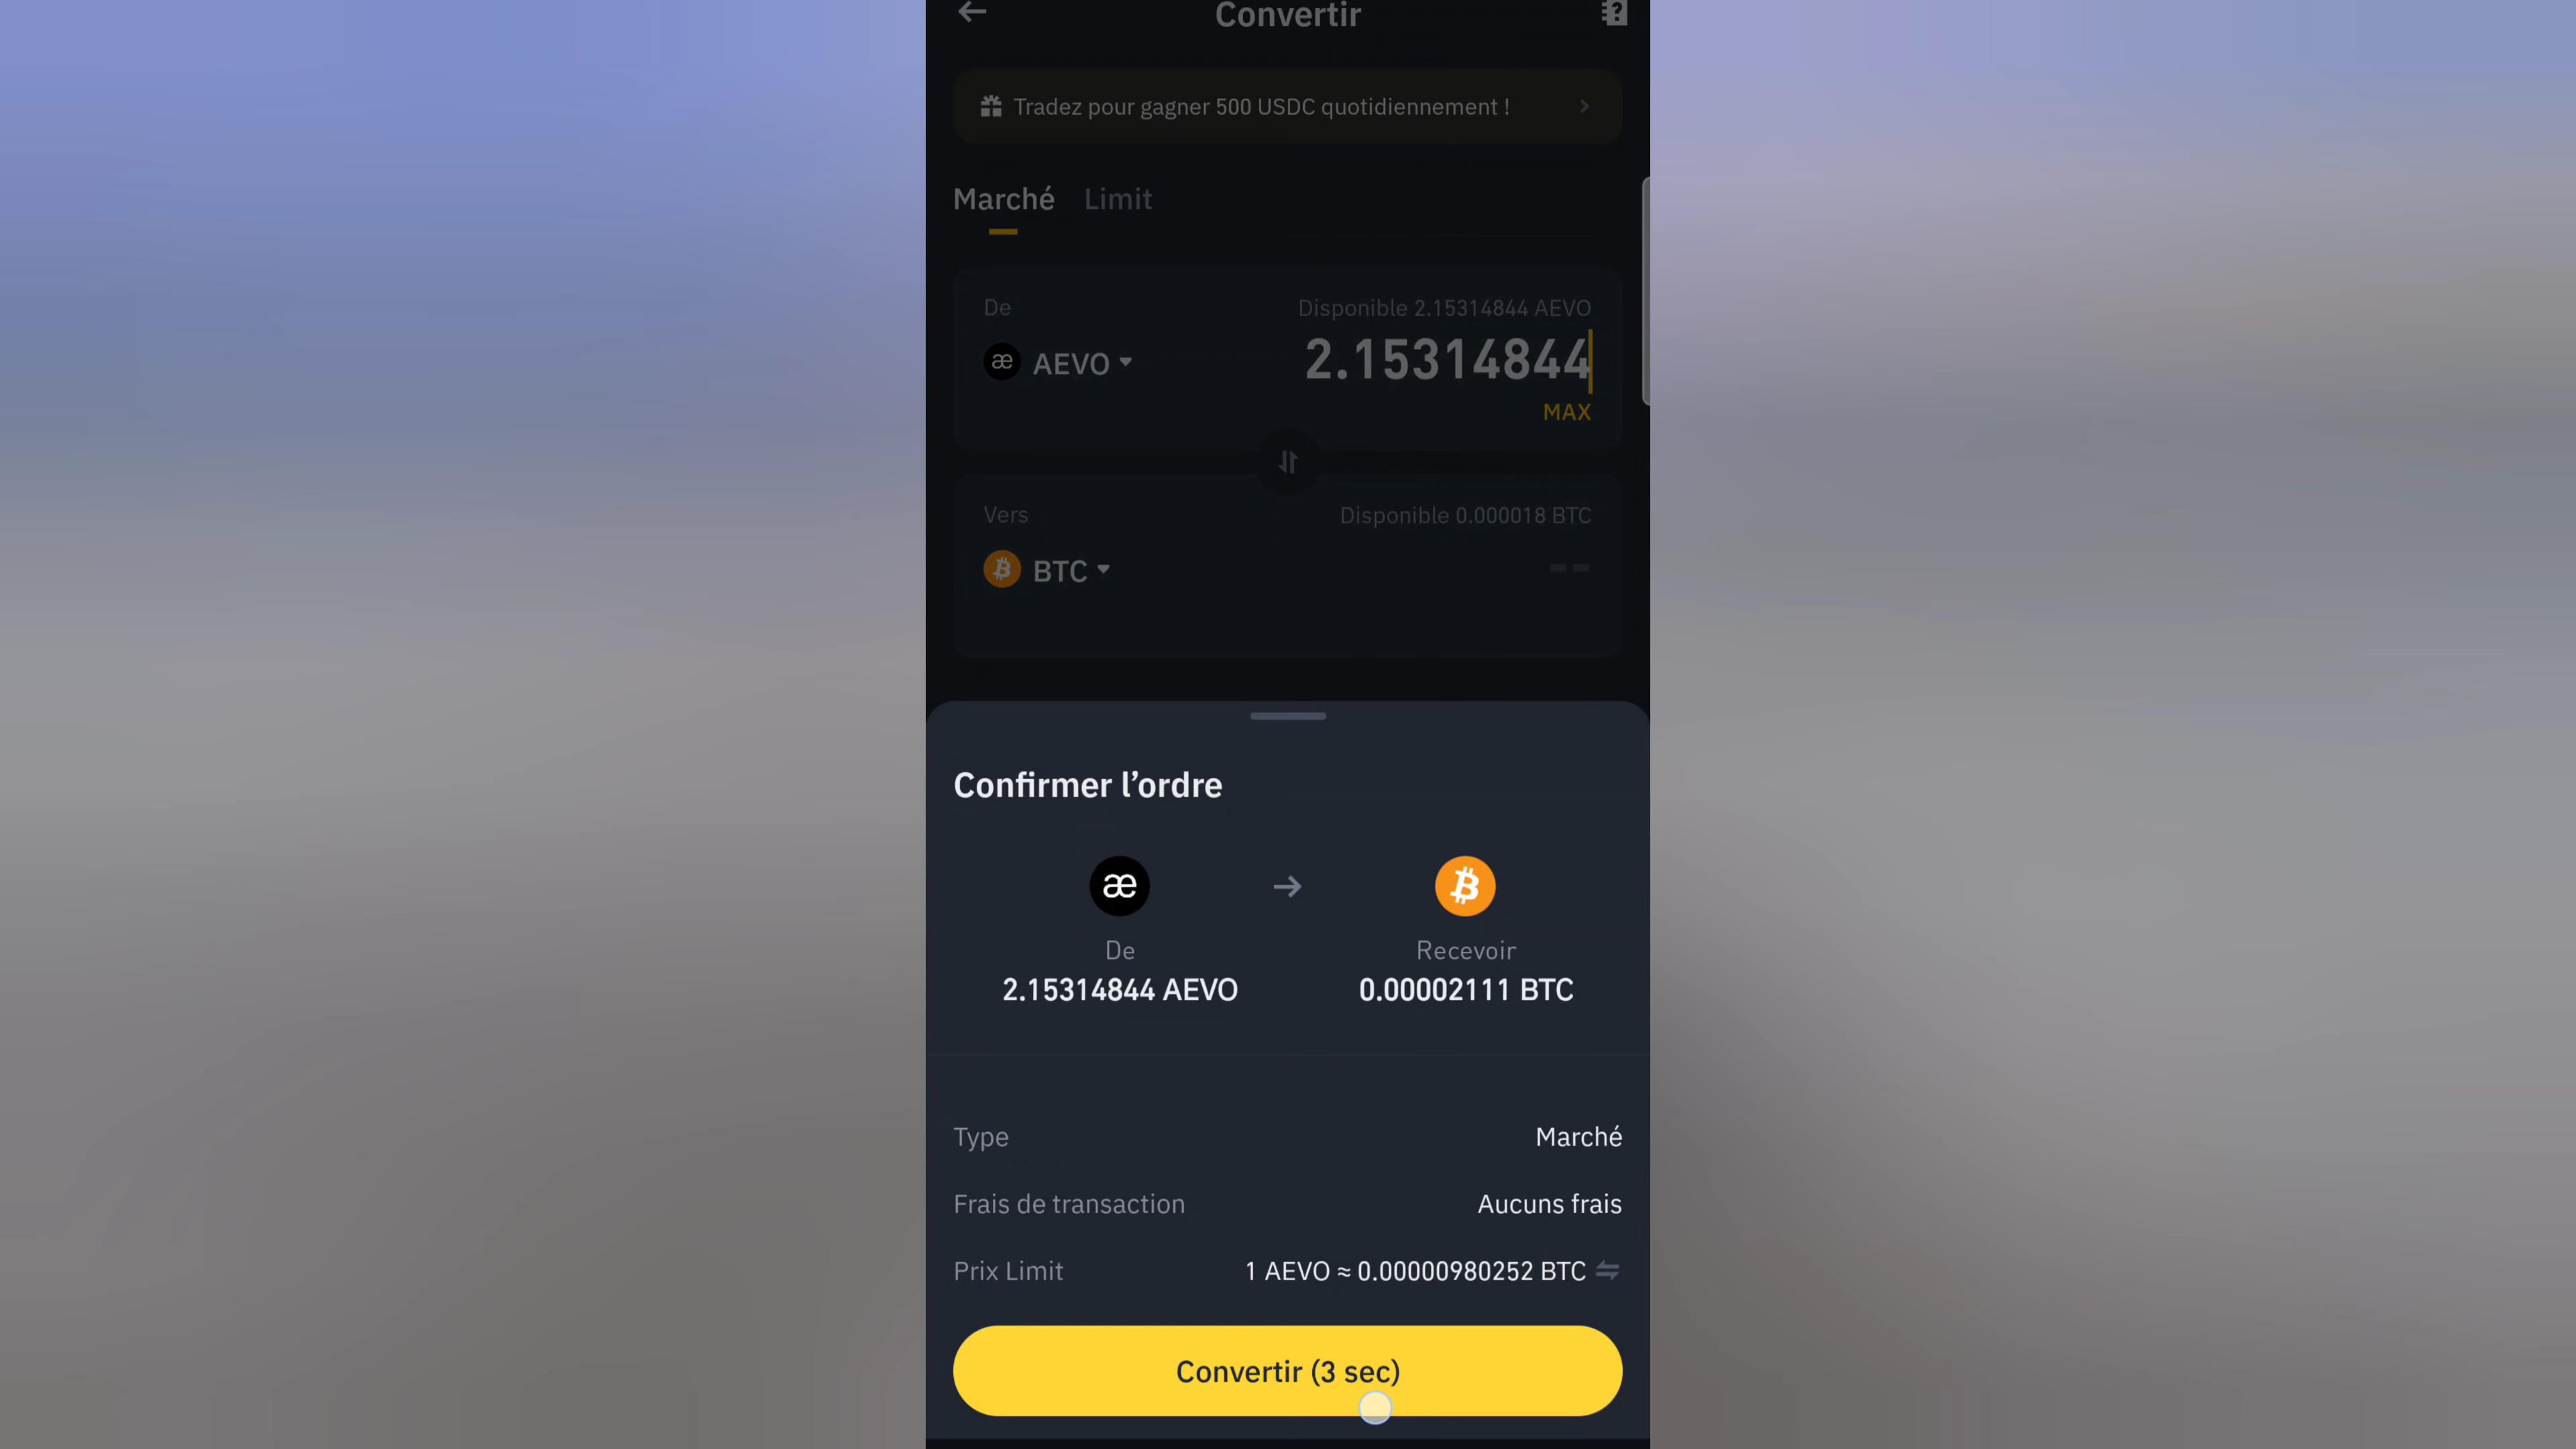 Convertir
Tradez pour gagner 500 USDC quotidiennement !
Marché Limit
De Disponible 2.15314844 AEVO
æ AEVO 2.15314844
MAX
Vers Disponible 0.000018 BTC
BTC --
Confirmer l’ordre
æ
De Recevoir
2.15314844 AEVO 0.00002111 BTC
Type Marché
Frais de transaction Aucuns frais
Prix Limit 1 AEVO ≈ 0.00000980252 BTC
Convertir (3 sec)